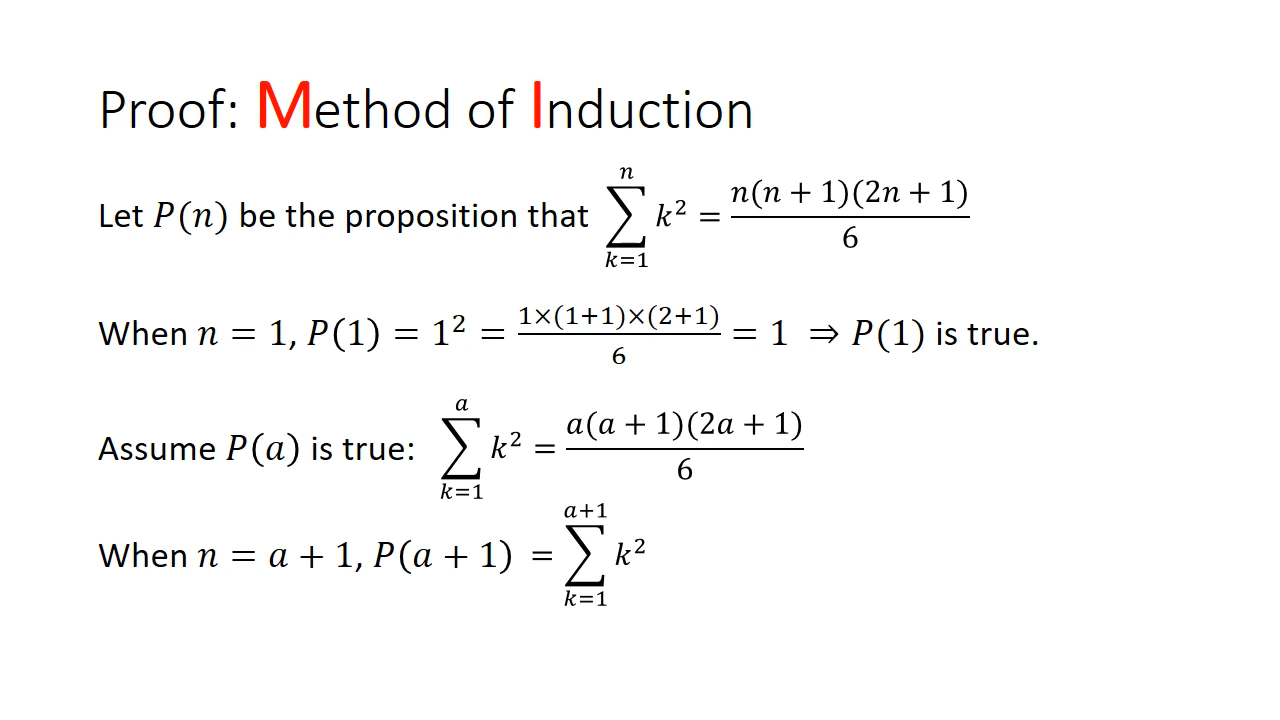 Proof: Method of Induction
Let P(n) be the proposition that ∑_{k=1}^{n} k² = n(n + 1)(2n + 1)/6
When n = 1, P(1) = 1² = 1×(1+1)×(2+1)/6 = 1 ⇒ P(1) is true.
Assume P(a) is true: ∑_{k=1}^{a} k² = a(a + 1)(2a + 1)/6
When n = a + 1, P(a + 1) = ∑_{k=1}^{a+1} k²